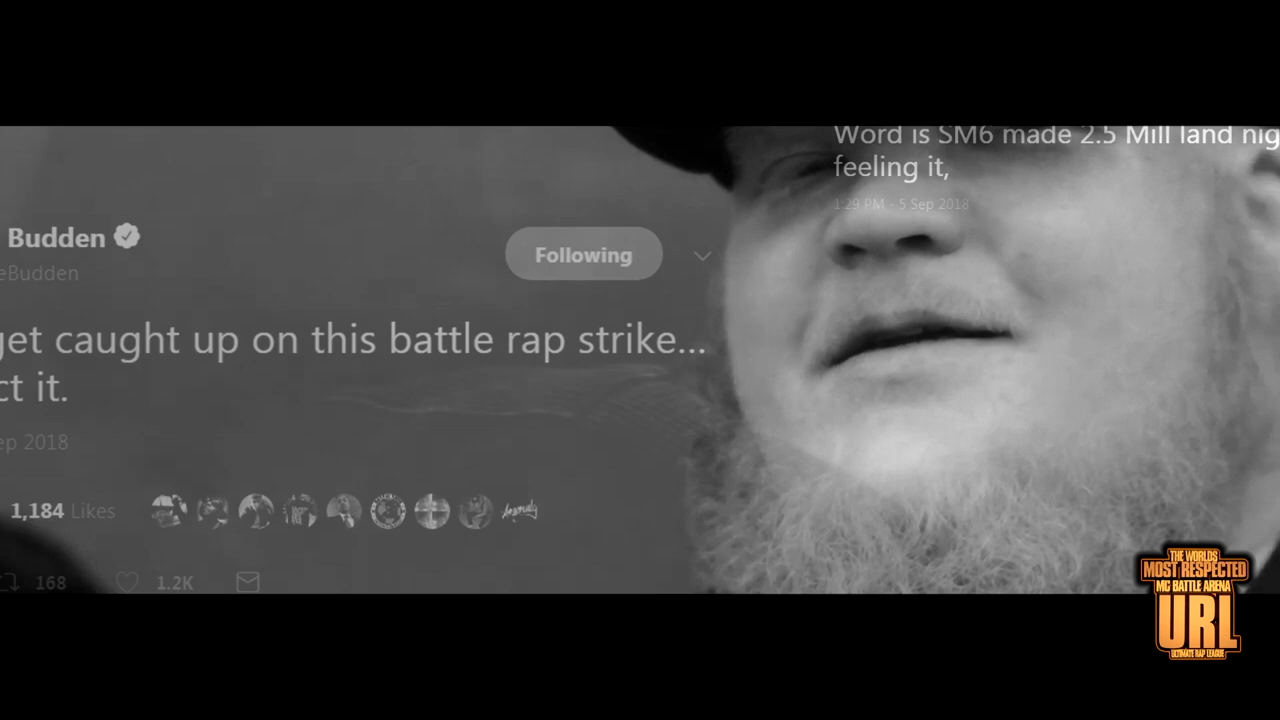 Word is SM6 made 2.5 Mill land nig
feeling it,
1:29 PM - 5 Sep 2018
Budden
eBudden
Following
get caught up on this battle rap strike...
ct it.
ep 2018
1,184 Likes
168
1.2K
THE WORLDS
MOST RESPECTED
MC BATTLE ARENA
URL
ULTIMATE RAP LEAGUE